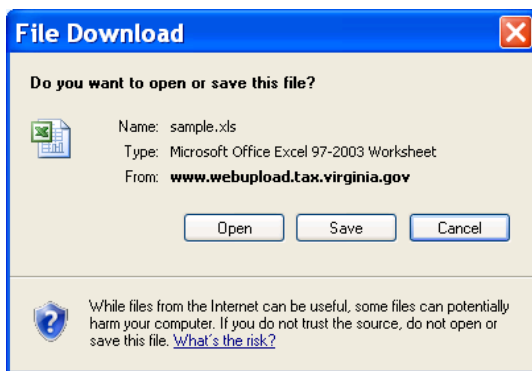 File Download
Do you want to open or save this file?
Name: sample.xls
Type: Microsoft Office Excel 97-2003 Worksheet
From: www.webupload.tax.virginia.gov
Open Save Cancel
While files from the Internet can be useful, some files can potentially
harm your computer. If you do not trust the source, do not open or
save this file. What's the risk?